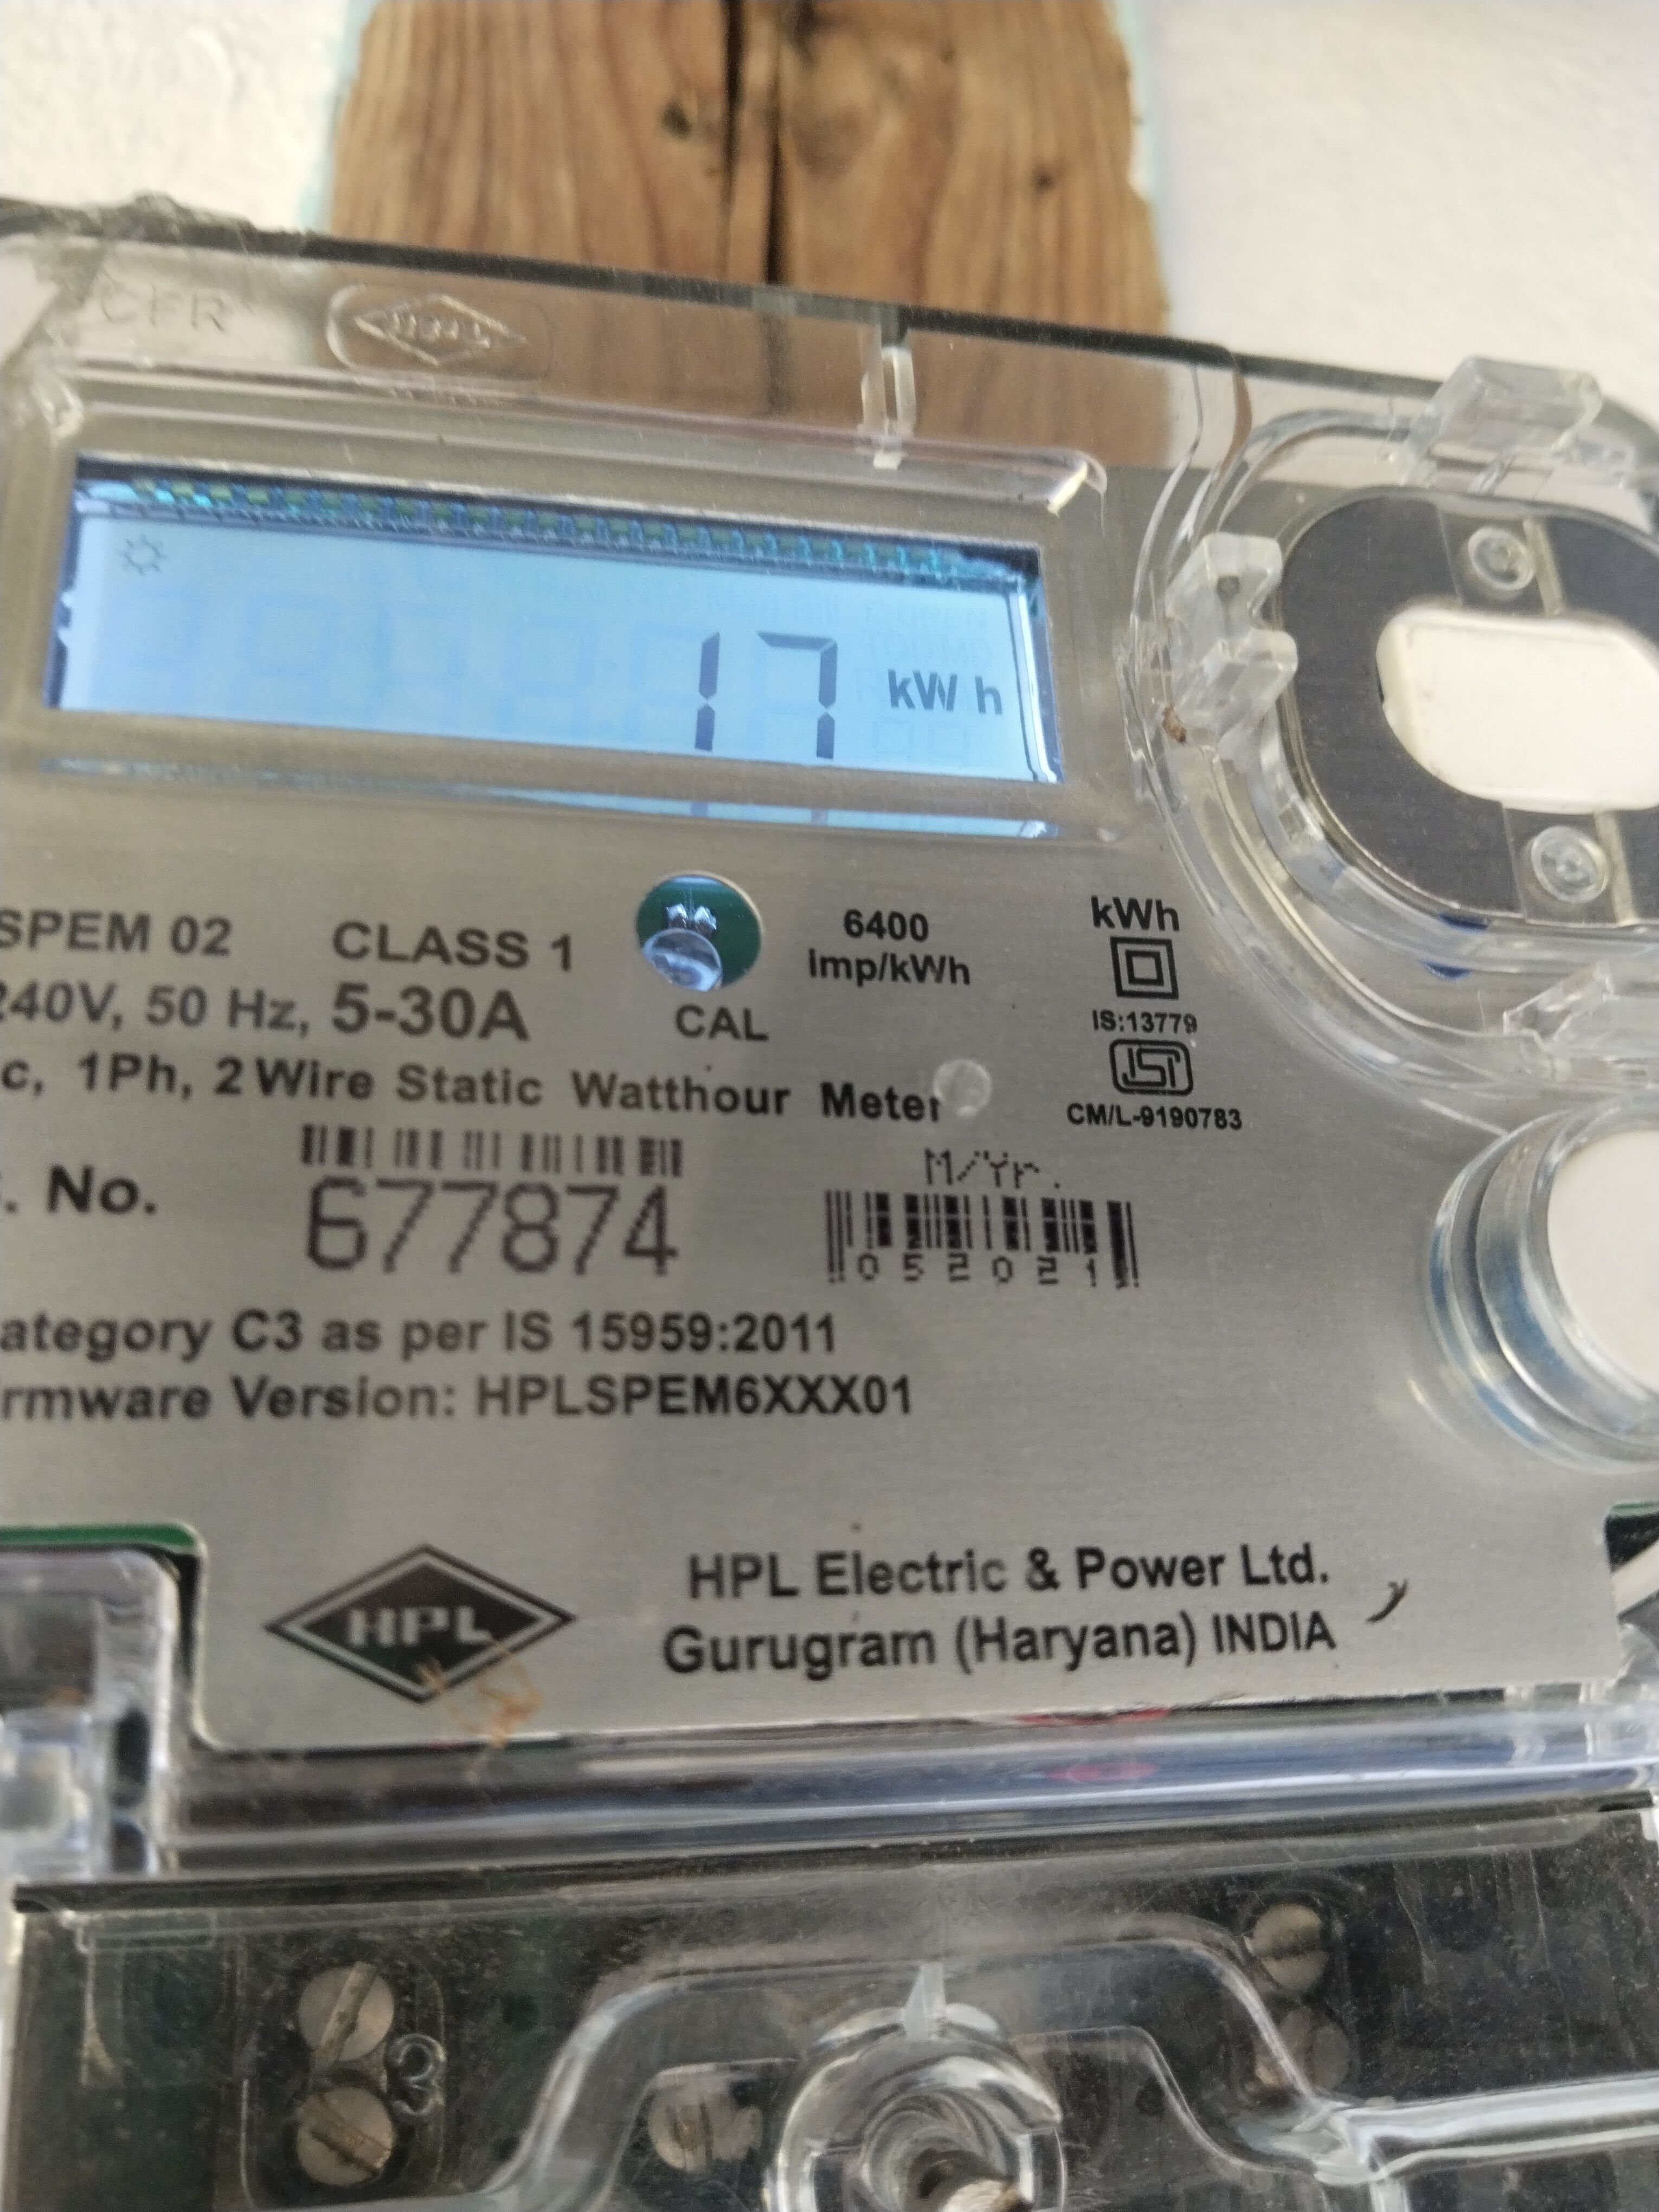 17 kW h
SPEM 02 CLASS 1
6400
imp/kWh
kWh
240V, 50 Hz, 5-30A
CAL
IS:13779
ISI
c, 1Ph, 2 Wire Static Watthour Meter
CM/L-9190783
. No.
677874
M/Yr.
052021
ategory C3 as per IS 15959:2011
rmware Version: HPLSPEM6XXX01
HPL
HPL Electric & Power Ltd.
Gurugram (Haryana) INDIA